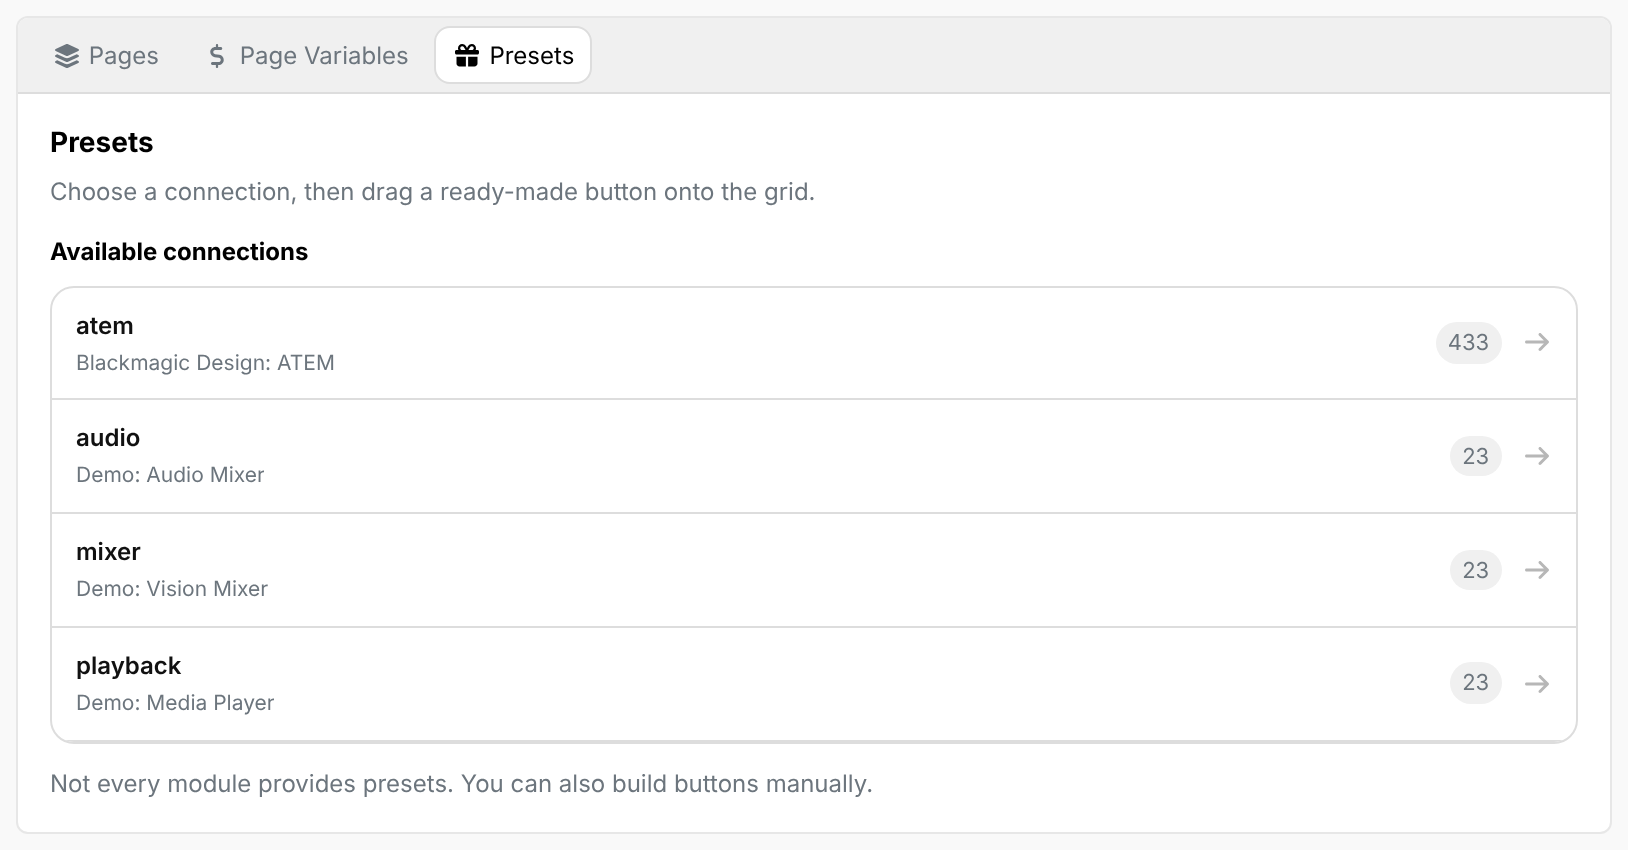 Pages
Page Variables
Presets
Presets
Choose a connection, then drag a ready-made button onto the grid.
Available connections
atem
Blackmagic Design: ATEM
433
audio
Demo: Audio Mixer
23
mixer
Demo: Vision Mixer
23
playback
Demo: Media Player
23
Not every module provides presets. You can also build buttons manually.